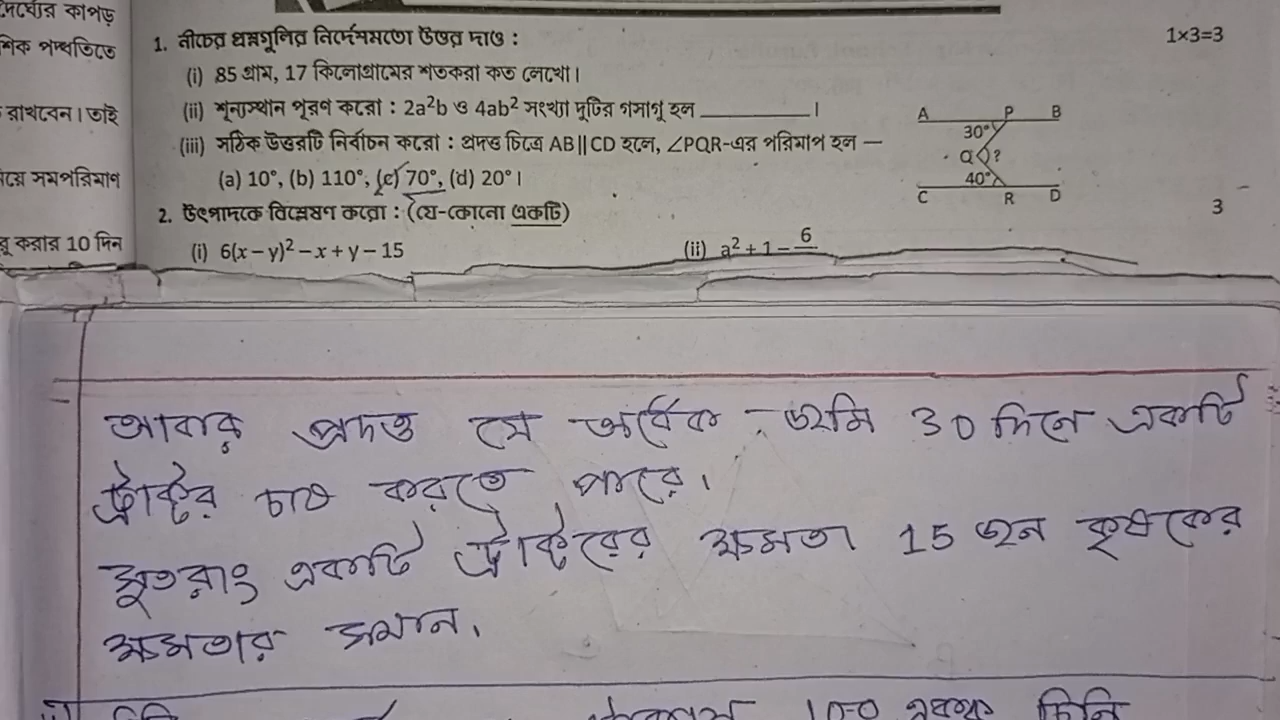 দৈর্ঘ্যের কাপড়
শিক পদ্ধতিতে
রাখবেন। তাই
য়ে সমপরিমাণ
রু করার 10 দিন
1. নীচের প্রশ্নগুলির নির্দেশমতো উত্তর দাও : 1×3=3
(i) 85 গ্রাম, 17 কিলোগ্রামের শতকরা কত লেখো।
(ii) শূন্যস্থান পূরণ করো : 2a²b ও 4ab² সংখ্যা দুটির গসাগু হল ________।
(iii) সঠিক উত্তরটি নির্বাচন করো : প্রদত্ত চিত্রে AB||CD হলে, ∠PQR-এর পরিমাপ হল —
(a) 10°, (b) 110°, (c) 70°, (d) 20°।
A P B
30°
Q ?
40°
C R D
2. উৎপাদকে বিশ্লেষণ করো : (যে-কোনো একটি) 3
(i) 6(x – y)² – x + y – 15 (ii) a² + 1 – 6
আবার প্রদত্ত যে অর্ধেক জমি 30 দিনে একটি
ট্রাক্টর চাষ করতে পারে।
সুতরাং একটি ট্রাক্টরের ক্ষমতা 15 জন কৃষকের
ক্ষমতার সমান।